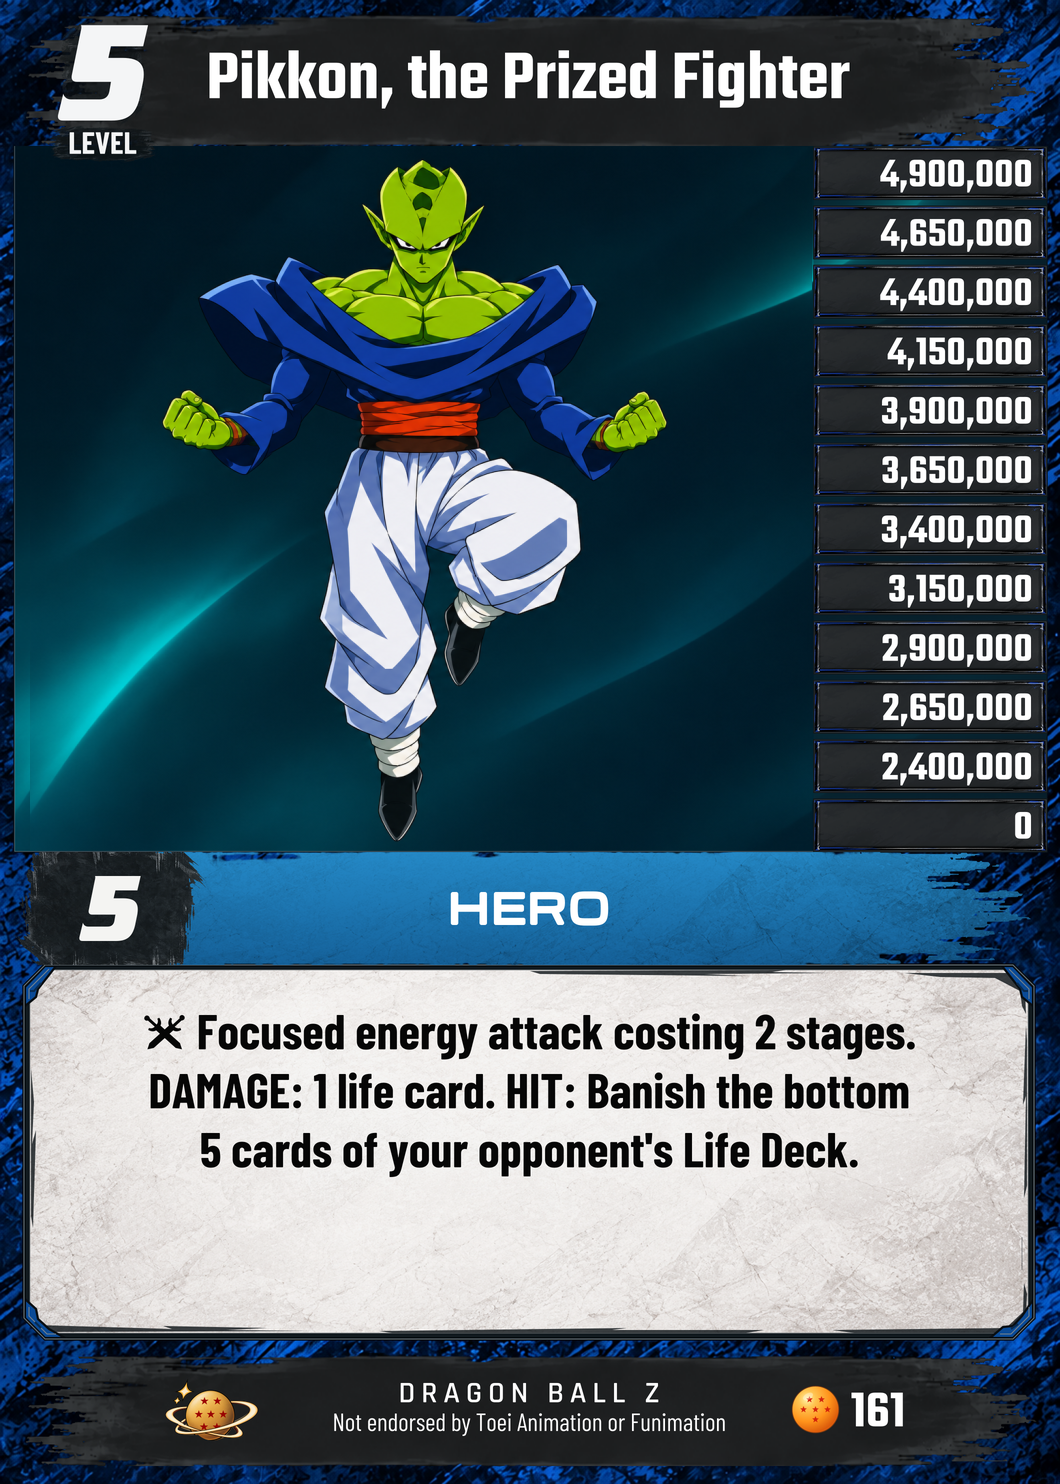 5
LEVEL
Pikkon, the Prized Fighter
4,900,000
4,650,000
4,400,000
4,150,000
3,900,000
3,650,000
3,400,000
3,150,000
2,900,000
2,650,000
2,400,000
0
5
HERO
Focused energy attack costing 2 stages.
DAMAGE: 1 life card. HIT: Banish the bottom
5 cards of your opponent's Life Deck.
DRAGON BALL Z
Not endorsed by Toei Animation or Funimation
161